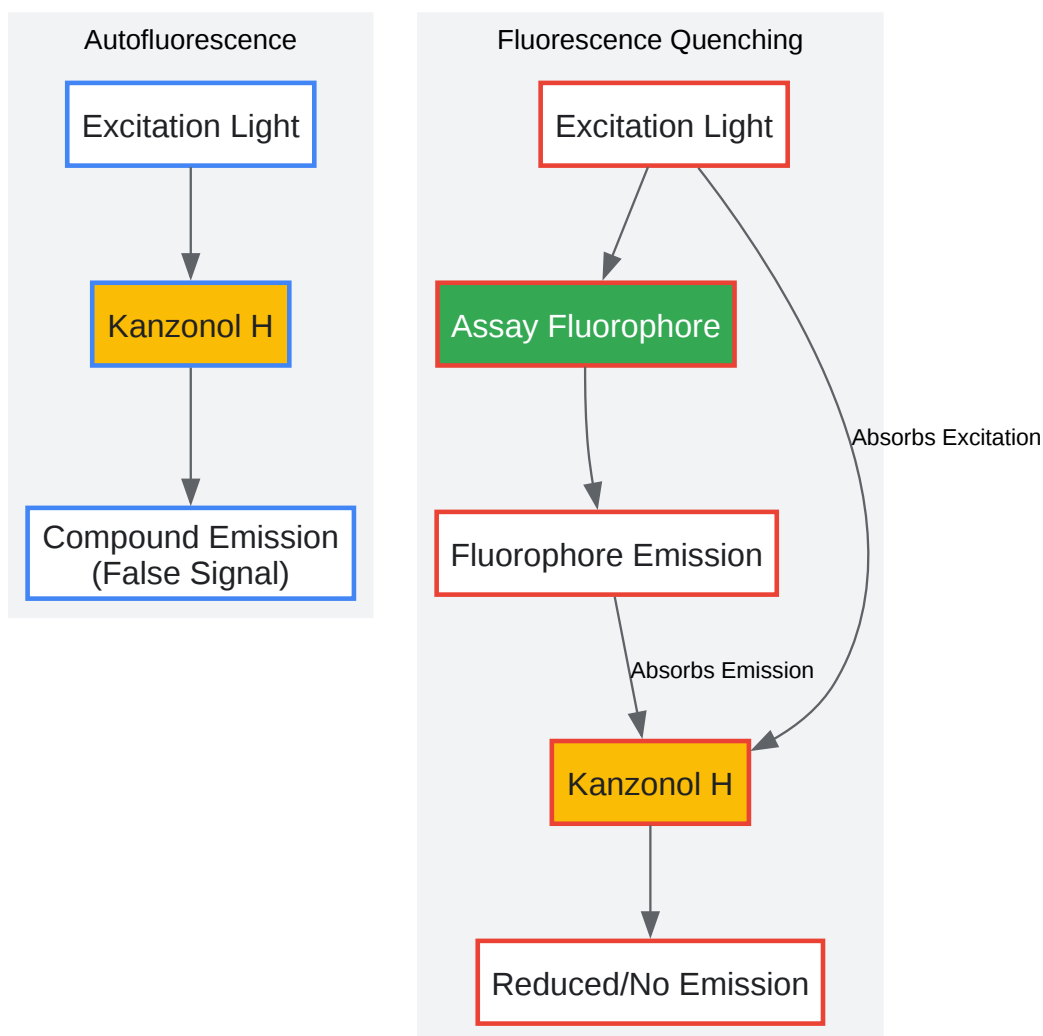 Autofluorescence
Excitation Light
Kanzonol H
Compound Emission
(False Signal)
Fluorescence Quenching
Excitation Light
Assay Fluorophore
Absorbs Excitation
Fluorophore Emission
Absorbs Emission
Kanzonol H
Reduced/No Emission